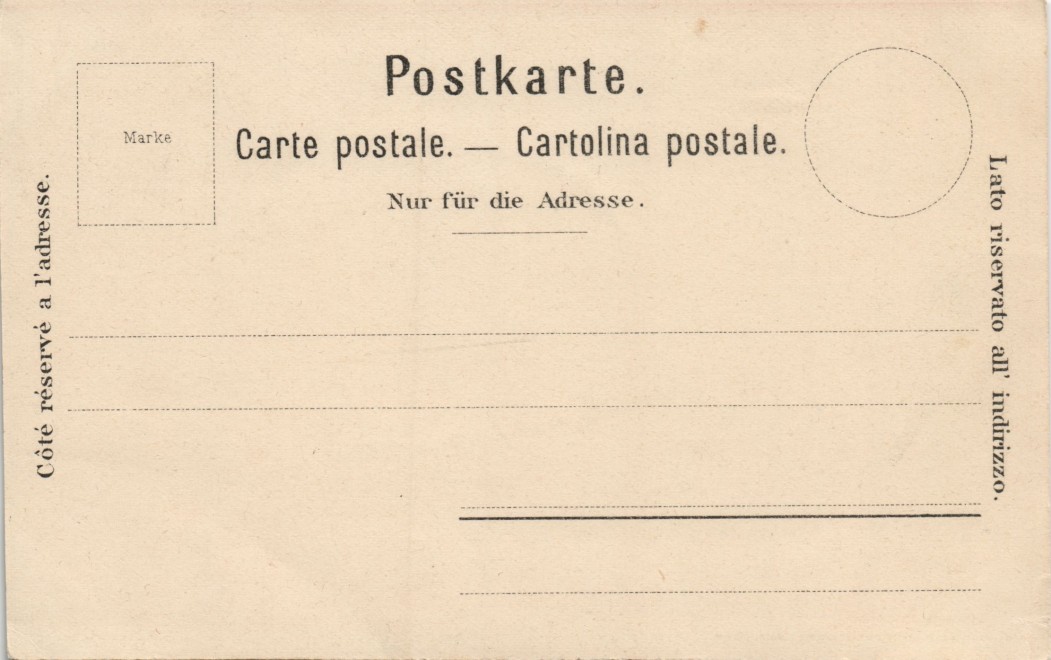 Postkarte.
Marke
Carte postale. — Cartolina postale.
Nur für die Adresse.
Côté réservé a l'adresse.
Lato riservato all' indirizzo.